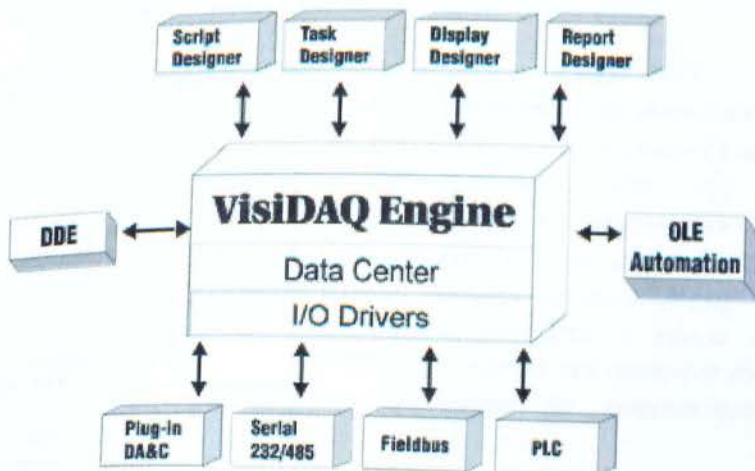 Script
Designer
Task
Designer
Display
Designer
Report
Designer
VisiDAQ Engine
Data Center
I/O Drivers
DDE
OLE
Automation
Plug-in
DA&C
Serial
232/485
Fieldbus
PLC